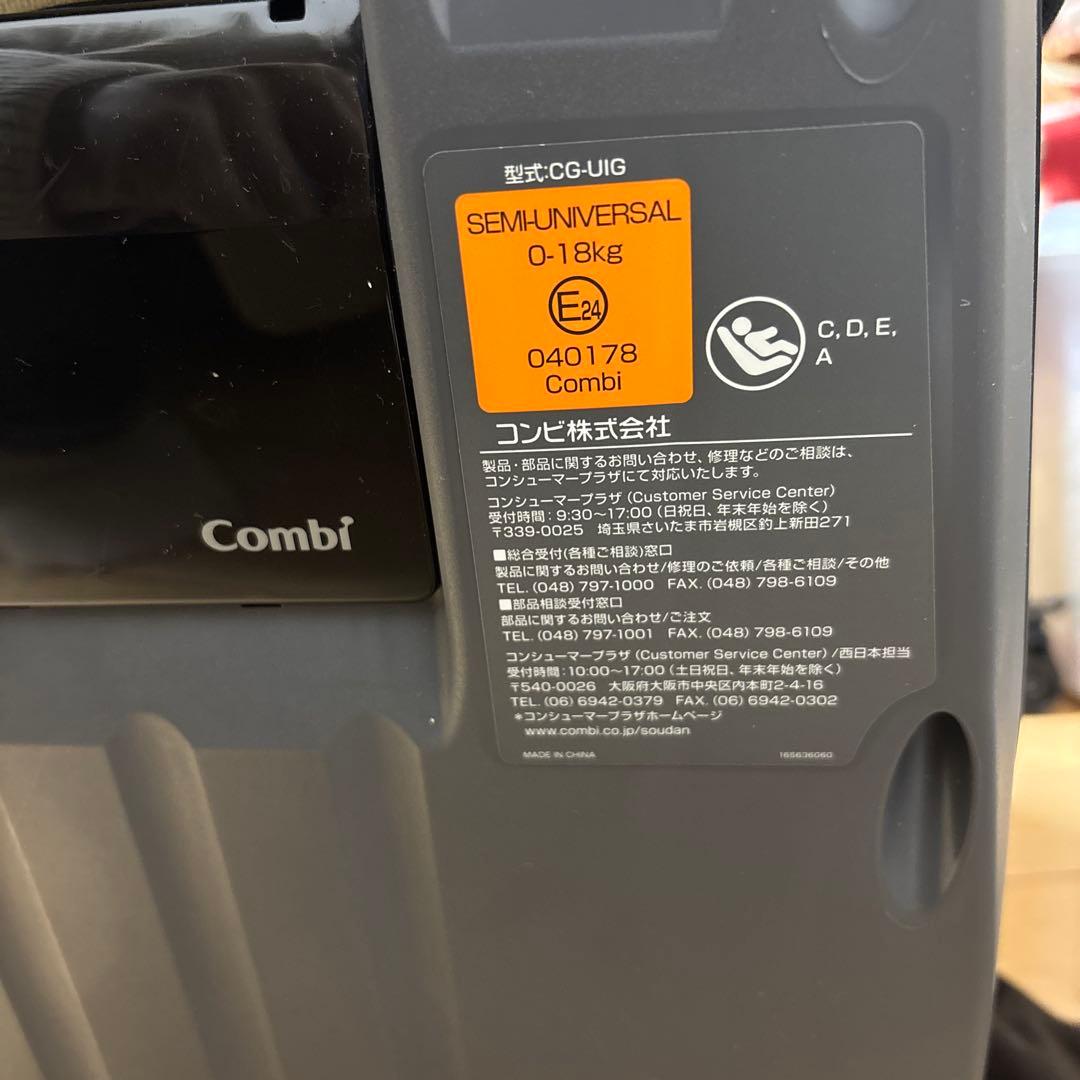 型式:CG-UIG
SEMI-UNIVERSAL
0-18kg
E24
040178
Combi
C, D, E,
A
コンビ株式会社
製品・部品に関するお問い合わせ、修理などのご相談は、
コンシューマープラザにて対応いたします。
コンシューマープラザ (Customer Service Center)
受付時間:9:30～17:00 (日祝日、年末年始を除く)
〒339-0025 埼玉県さいたま市岩槻区釣上新田271
■総合受付(各種ご相談)窓口
製品に関するお問い合わせ/修理のご依頼/各種ご相談/その他
TEL. (048) 797-1000 FAX. (048) 798-6109
■部品相談受付窓口
部品に関するお問い合わせ/ご注文
TEL. (048) 797-1001 FAX. (048) 798-6109
コンシューマープラザ (Customer Service Center) /西日本担当
受付時間:10:00～17:00 (土日祝日、年末年始を除く)
〒540-0026 大阪府大阪市中央区内本町2-4-16
TEL. (06) 6942-0379 FAX. (06) 6942-0302
*コンシューマープラザホームページ
www.combi.co.jp/soudan
MADE IN CHINA 165636060
Combi